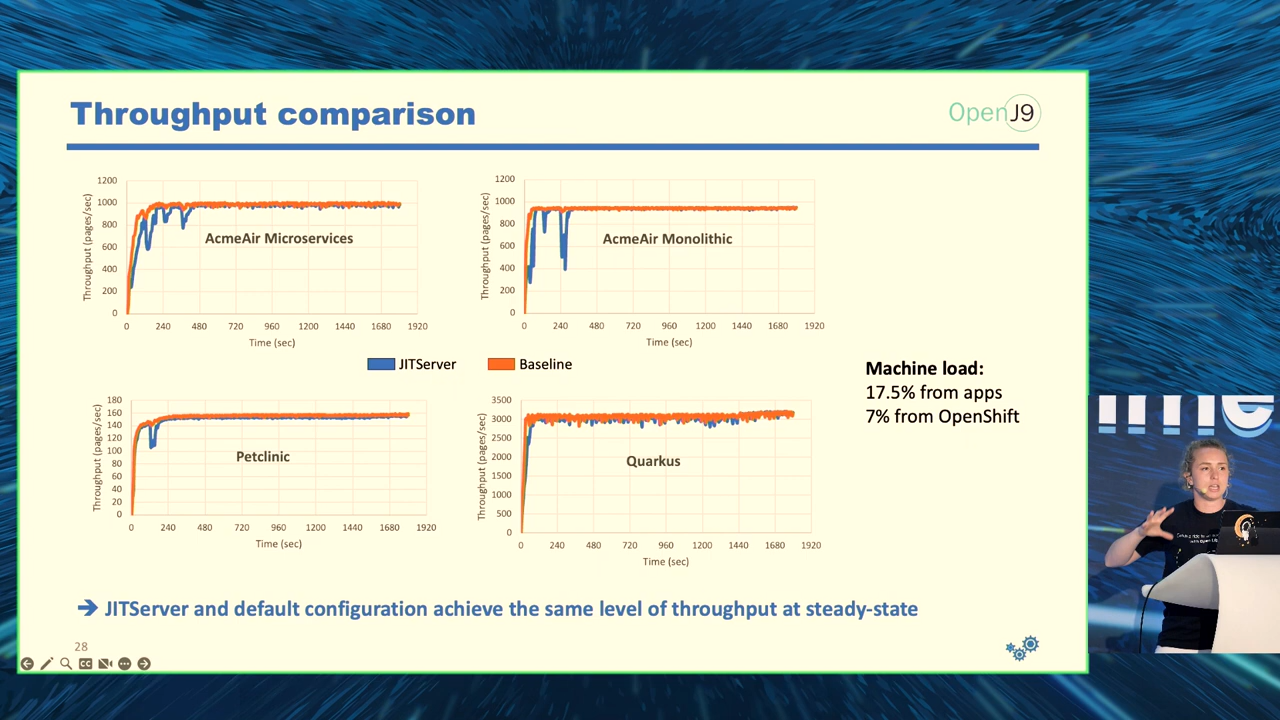 Throughput comparison
OpenJ9
Throughput (pages/sec)
1200
1000
800
600
400
200
0
AcmeAir Microservices
0 240 480 720 960 1200 1440 1680 1920
Time (sec)
Throughput (pages/sec)
1200
1000
800
600
400
200
0
AcmeAir Monolithic
0 240 480 720 960 1200 1440 1680 1920
Time (sec)
JITServer Baseline
Machine load:
17.5% from apps
7% from OpenShift
Throughput (pages/sec)
180
160
140
120
100
80
60
40
20
0
Petclinic
0 240 480 720 960 1200 1440 1680 1920
Time (sec)
Throughput (pages/sec)
3500
3000
2500
2000
1500
1000
500
0
Quarkus
0 240 480 720 960 1200 1440 1680 1920
Time (sec)
➔ JITServer and default configuration achieve the same level of throughput at steady-state
28
CC